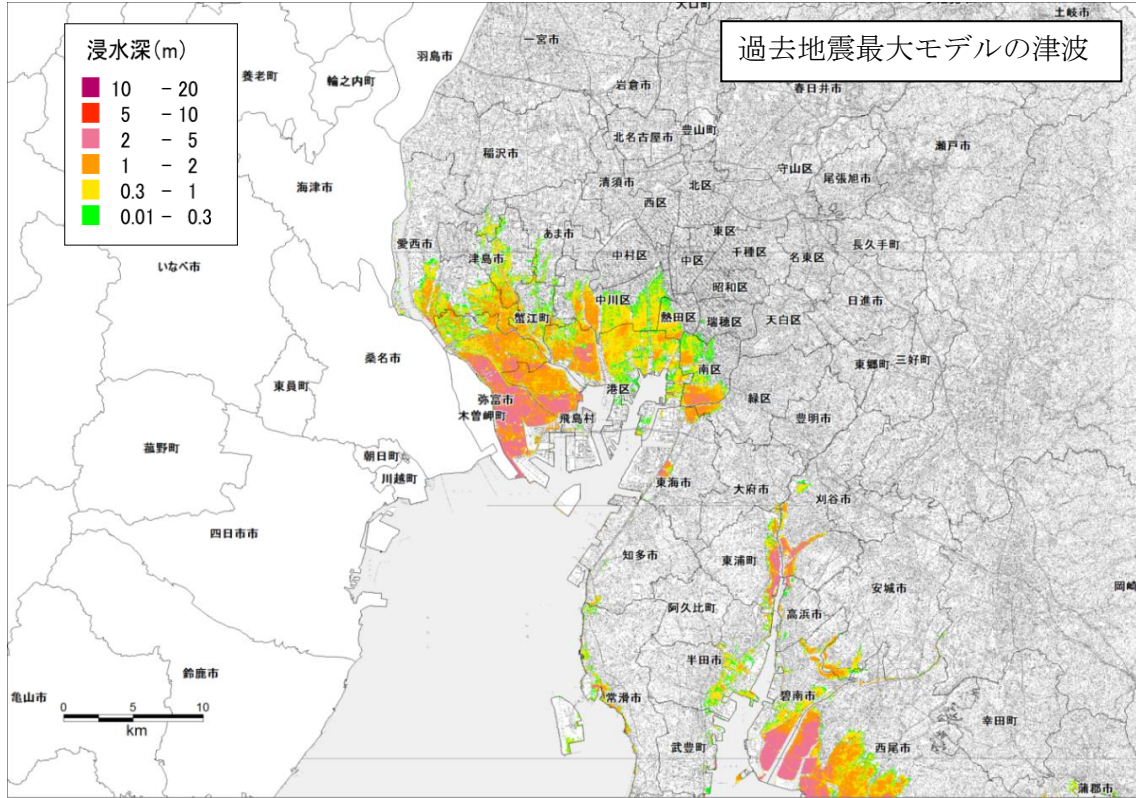 過去地震最大モデルの津波
浸水深(m)
10 - 20
5 - 10
2 - 5
1 - 2
0.3 - 1
0.01 - 0.3
土岐市
一宮市
羽島市
養老町
輪之内町
岩倉市
春日井市
北名古屋市
豊山町
瀬戸市
稲沢市
守山区
尾張旭市
海津市
清須市
北区
西区
あま市
東区
愛西市
長久手町
津島市
中村区
中区
千種区
名東区
いなべ市
昭和区
中川区
日進市
蟹江町
熱田区
瑞穂区
天白区
桑名市
東郷町
三好町
南区
東員町
港区
弥富市
緑区
木曽岬町
飛島村
豊明市
菰野町
朝日町
川越町
東海市
大府市
刈谷市
四日市市
知多市
東浦町
安城市
岡崎
阿久比町
高浜市
半田市
鈴鹿市
亀山市
常滑市
碧南市
幸田町
武豊町
西尾市
蒲郡市
0 5 10
km